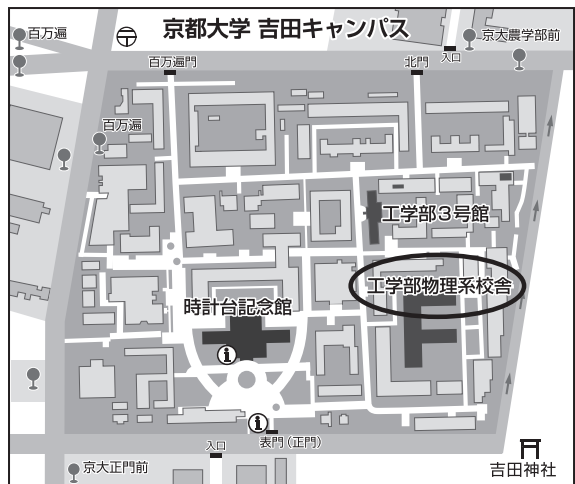 京都大学 吉田キャンパス
百万遍
京大農学部前
入口
百万遍門
北門
百万遍
工学部3号館
工学部物理系校舎
時計台記念館
i
i
表門（正門）
入口
京大正門前
吉田神社